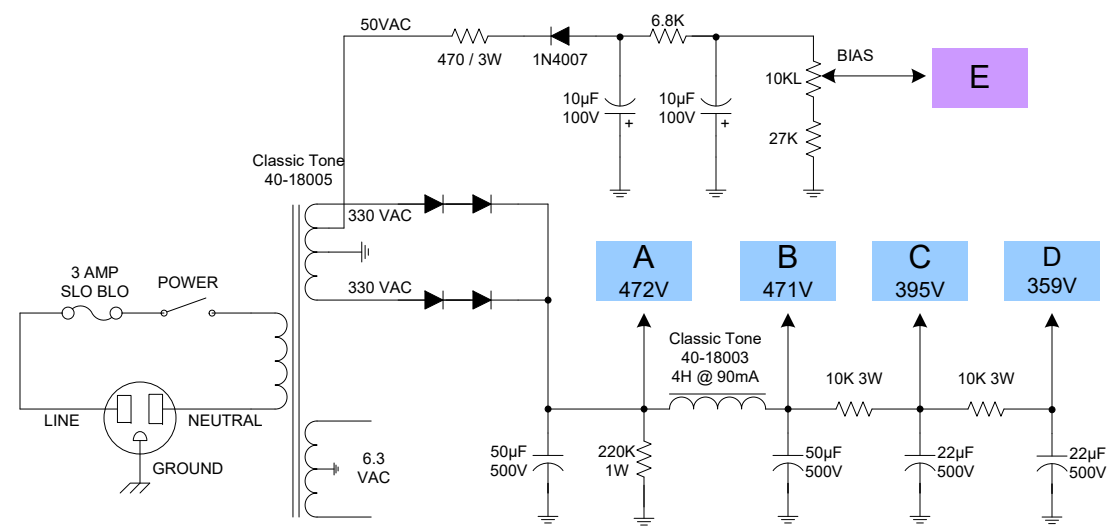 50VAC
470 / 3W
1N4007
6.8K
10µF
100V
+
10µF
100V
+
10KL
27K
BIAS
E
Classic Tone
40-18005
330 VAC
330 VAC
3 AMP
SLO BLO
POWER
LINE
NEUTRAL
GROUND
6.3
VAC
A
472V
B
471V
C
395V
D
359V
Classic Tone
40-18003
4H @ 90mA
10K 3W
10K 3W
50µF
500V
220K
1W
50µF
500V
22µF
500V
22µF
500V